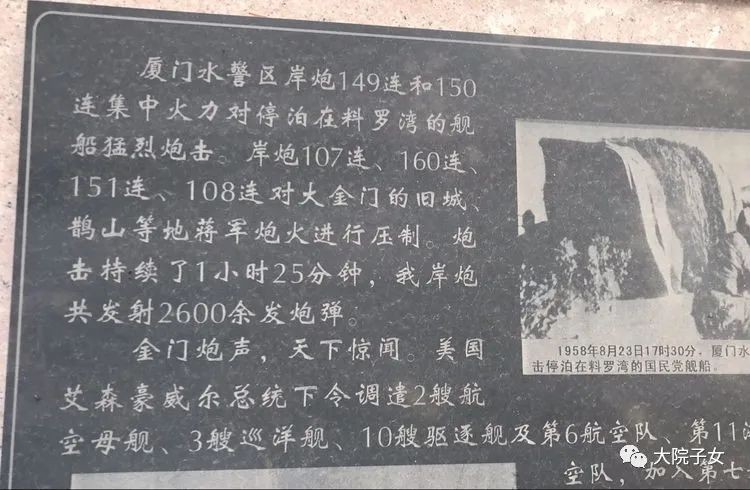 厦门水警区岸炮149连和150
连集中火力对停泊在料罗湾的舰
船猛烈炮击。岸炮107连、160连、
151连、108连对大金门的旧城、
鹊山等地蒋军炮火进行压制。炮
击持续了1小时25分钟，我岸炮
共发射2600余发炮弹。
金门炮声，天下惊闻。美国
艾森豪威尔总统下令调遣2艘航
空母舰、3艘巡洋舰、10艘驱逐舰及第6航空队、第11
空队，加入第七
1958年8月23日17时30分，厦门水
击停泊在料罗湾的国民党舰船。
大院子女